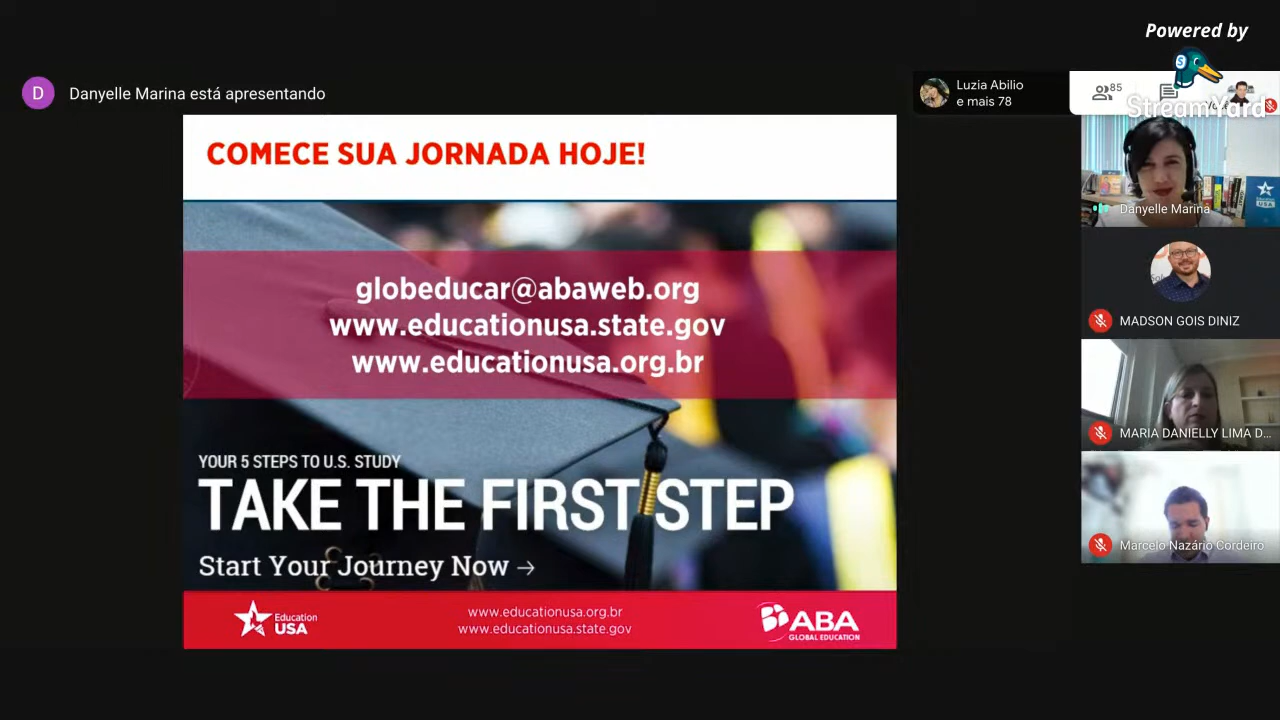 Powered by
StreamYard
D
Danyelle Marina está apresentando
Luzia Abilio
e mais 78
85
COMECE SUA JORNADA HOJE!
globeducar@abaweb.org
www.educationusa.state.gov
www.educationusa.org.br
YOUR 5 STEPS TO U.S. STUDY
TAKE THE FIRST STEP
Start Your Journey Now →
Education
USA
www.educationusa.org.br
www.educationusa.state.gov
ABA
GLOBAL EDUCATION
Education
USA
Danyelle Marina
MADSON GOIS DINIZ
MARIA DANIELLY LIMA D...
Marcelo Nazário Cordeiro